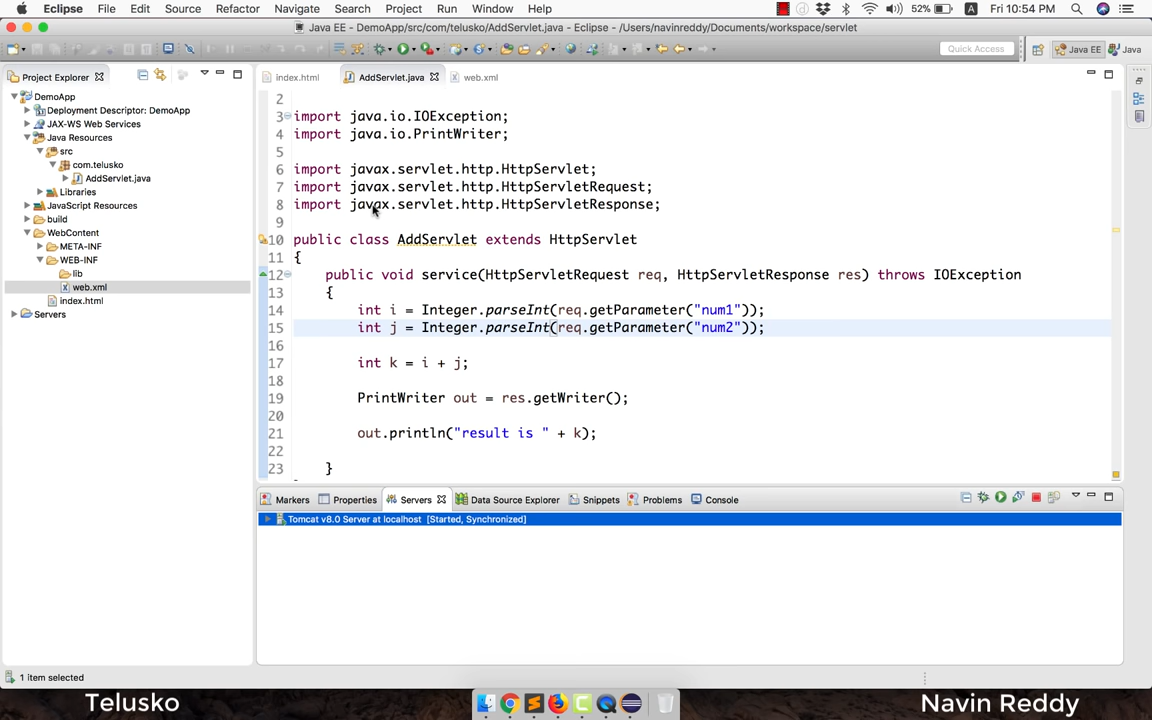 Eclipse File Edit Source Refactor Navigate Search Project Run Window Help 52% A Fri 10:54 PM
Java EE - DemoApp/src/com/telusko/AddServlet.java - Eclipse - /Users/navinreddy/Documents/workspace/servlet
Quick Access Java EE Java
Project Explorer
DemoApp
Deployment Descriptor: DemoApp
JAX-WS Web Services
Java Resources
src
com.telusko
AddServlet.java
Libraries
JavaScript Resources
build
WebContent
META-INF
WEB-INF
lib
web.xml
index.html
Servers
index.html AddServlet.java web.xml
2
3 import java.io.IOException;
4 import java.io.PrintWriter;
5
6 import javax.servlet.http.HttpServlet;
7 import javax.servlet.http.HttpServletRequest;
8 import javax.servlet.http.HttpServletResponse;
9
10 public class AddServlet extends HttpServlet
11 {
12 public void service(HttpServletRequest req, HttpServletResponse res) throws IOException
13 {
14 int i = Integer.parseInt(req.getParameter("num1"));
15 int j = Integer.parseInt(req.getParameter("num2"));
16
17 int k = i + j;
18
19 PrintWriter out = res.getWriter();
20
21 out.println("result is " + k);
22
23 }
Markers Properties Servers Data Source Explorer Snippets Problems Console
Tomcat v8.0 Server at localhost [Started, Synchronized]
1 item selected
Telusko
Navin Reddy